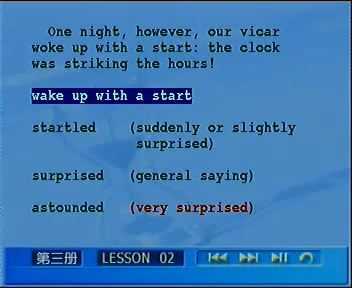 One night, however, our vicar
woke up with a start: the clock
was striking the hours!
wake up with a start
startled (suddenly or slightly
surprised)
surprised (general saying)
astounded (very surprised)
第三册 LESSON 02